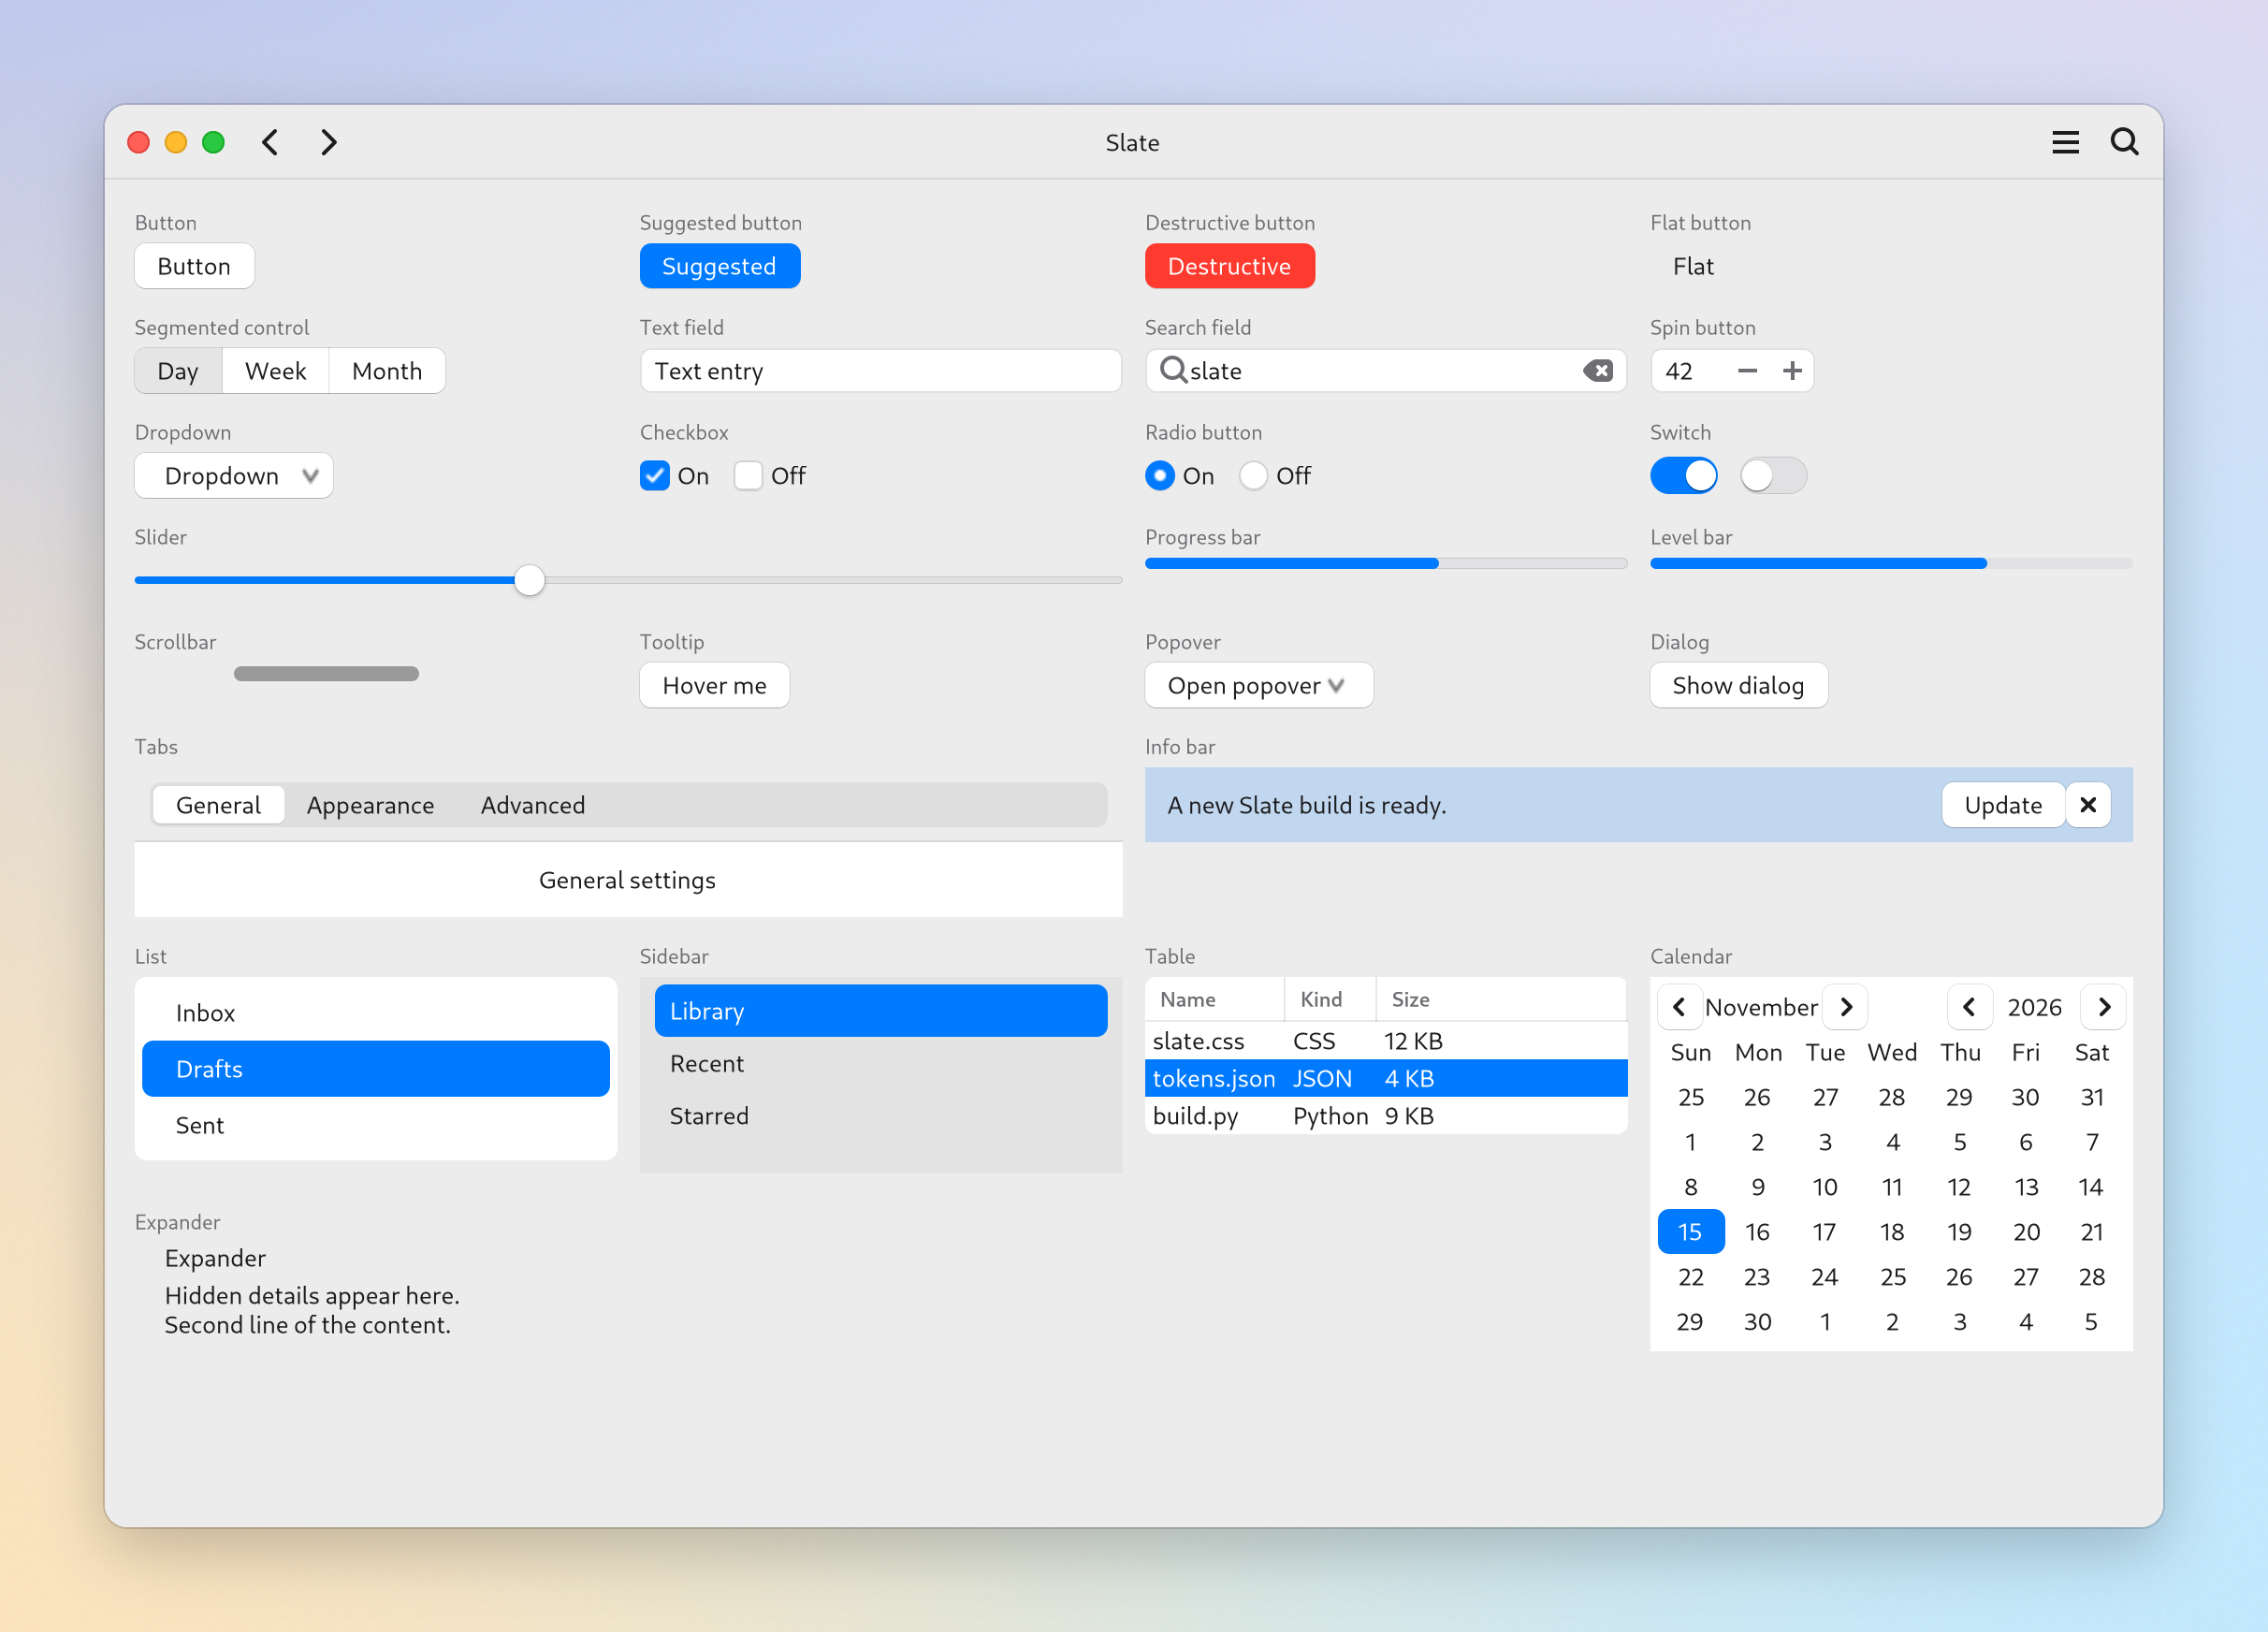 Slate
Button
Suggested button
Destructive button
Flat button
Button
Suggested
Destructive
Flat
Segmented control
Text field
Search field
Spin button
Day Week Month
Text entry
slate
42
Dropdown
Checkbox
Radio button
Switch
Dropdown
On Off
On Off
Slider
Progress bar
Level bar
Scrollbar
Tooltip
Popover
Dialog
Hover me
Open popover
Show dialog
Tabs
Info bar
General Appearance Advanced
A new Slate build is ready.
Update
General settings
List
Sidebar
Table
Calendar
Inbox
Drafts
Sent
Library
Recent
Starred
Name Kind Size
slate.css CSS 12 KB
tokens.json JSON 4 KB
build.py Python 9 KB
November 2026
Sun Mon Tue Wed Thu Fri Sat
25 26 27 28 29 30 31
1 2 3 4 5 6 7
8 9 10 11 12 13 14
15 16 17 18 19 20 21
22 23 24 25 26 27 28
29 30 1 2 3 4 5
Expander
Expander
Hidden details appear here.
Second line of the content.